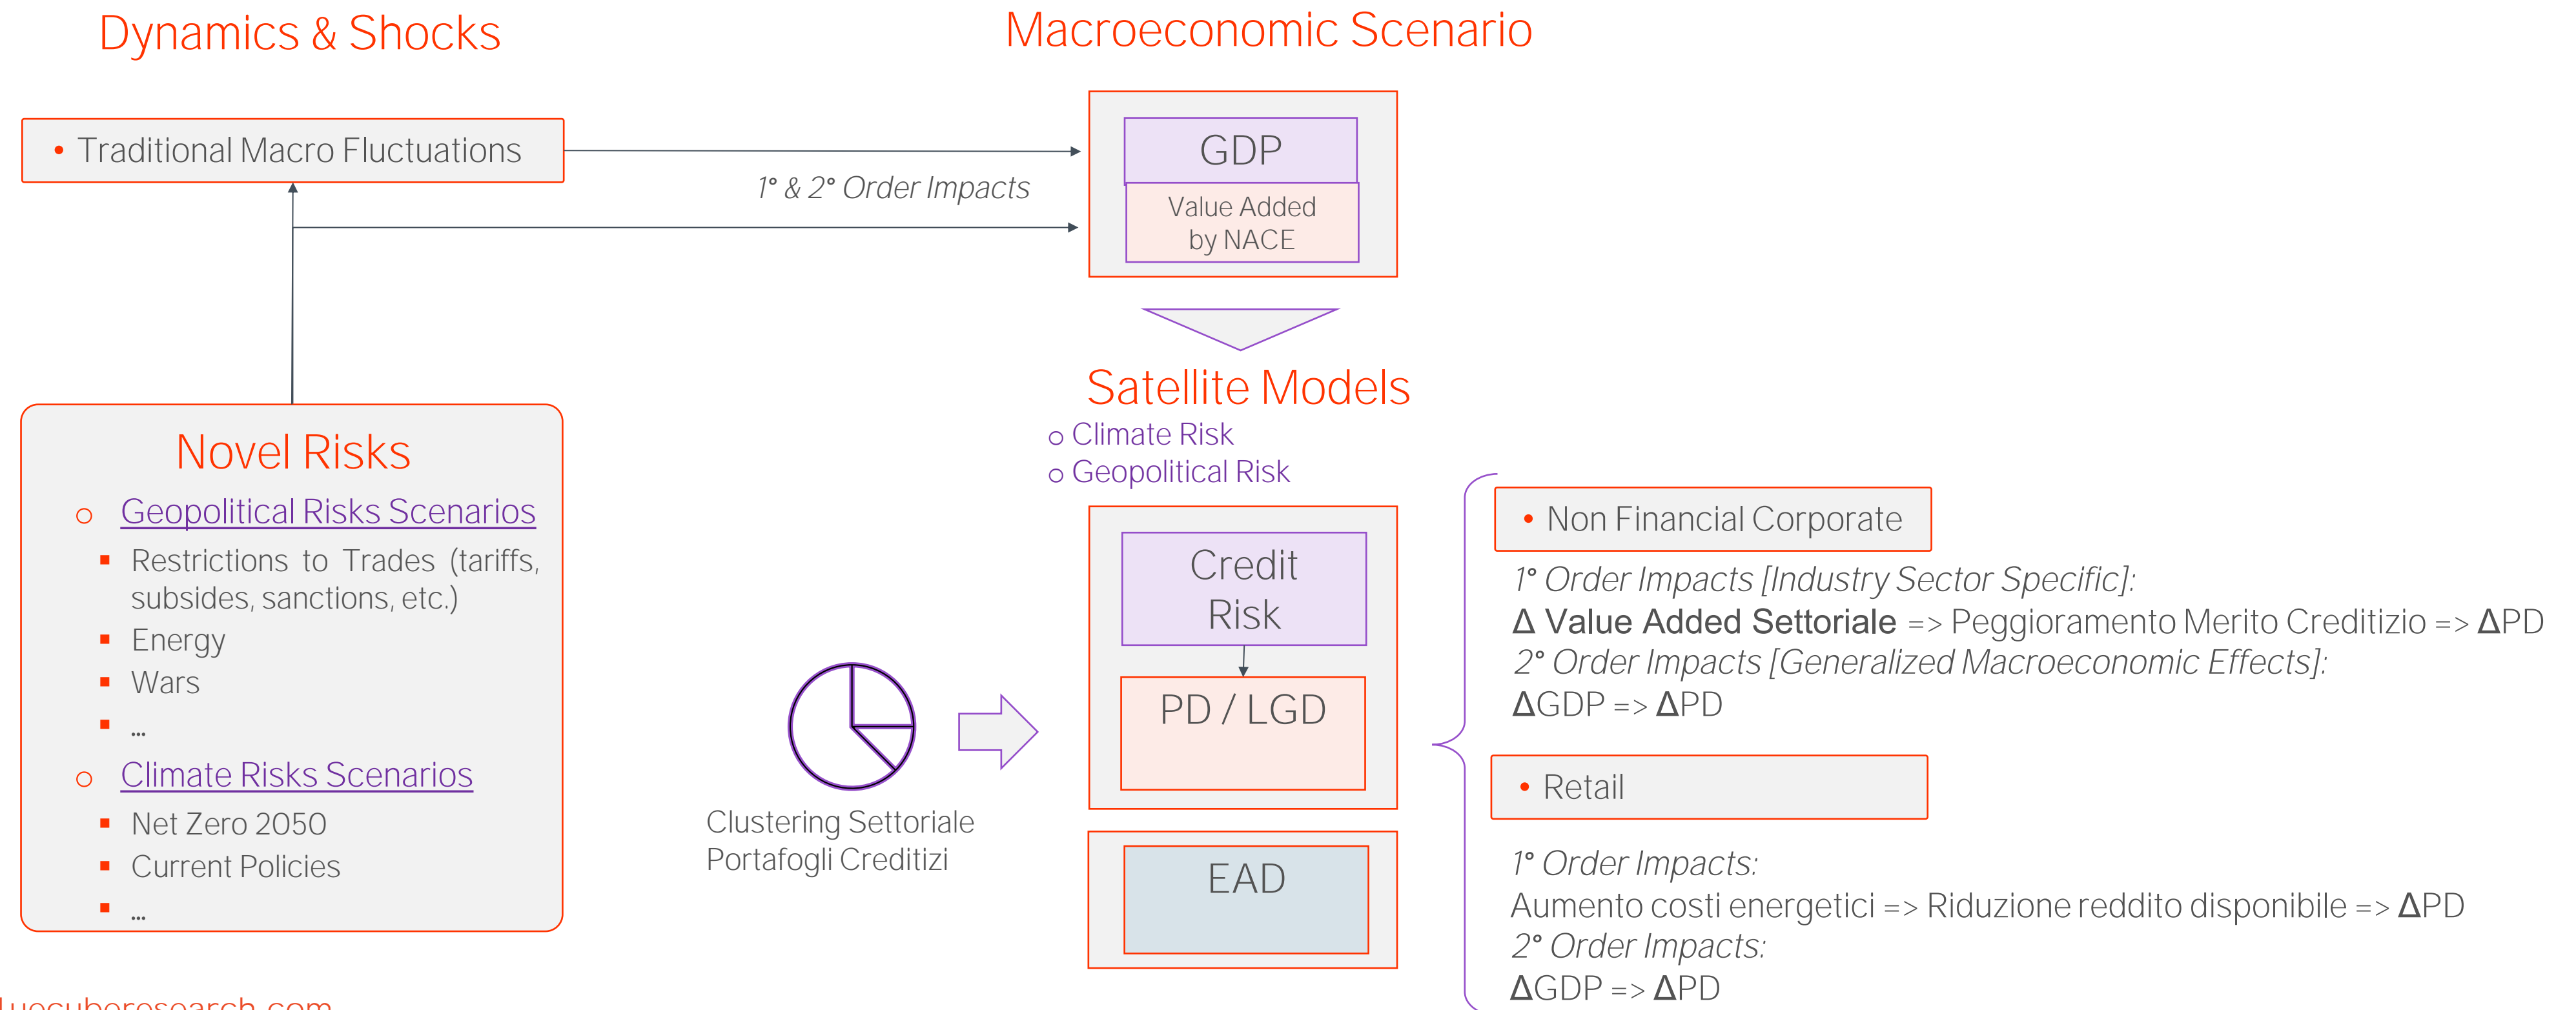 Dynamics & Shocks
Macroeconomic Scenario
• Traditional Macro Fluctuations
1° & 2° Order Impacts
GDP
Value Added
by NACE
Novel Risks
o Geopolitical Risks Scenarios
▪ Restrictions to Trades (tariffs,
subsides, sanctions, etc.)
▪ Energy
▪ Wars
▪ ...
o Climate Risks Scenarios
▪ Net Zero 2050
▪ Current Policies
▪ ...
Satellite Models
o Climate Risk
o Geopolitical Risk
Clustering Settoriale
Portafogli Creditizi
Credit
Risk
PD / LGD
EAD
• Non Financial Corporate
1° Order Impacts [Industry Sector Specific]:
Δ Value Added Settoriale => Peggioramento Merito Creditizio => ΔPD
2° Order Impacts [Generalized Macroeconomic Effects]:
ΔGDP => ΔPD
• Retail
1° Order Impacts:
Aumento costi energetici => Riduzione reddito disponibile => ΔPD
2° Order Impacts:
ΔGDP => ΔPD